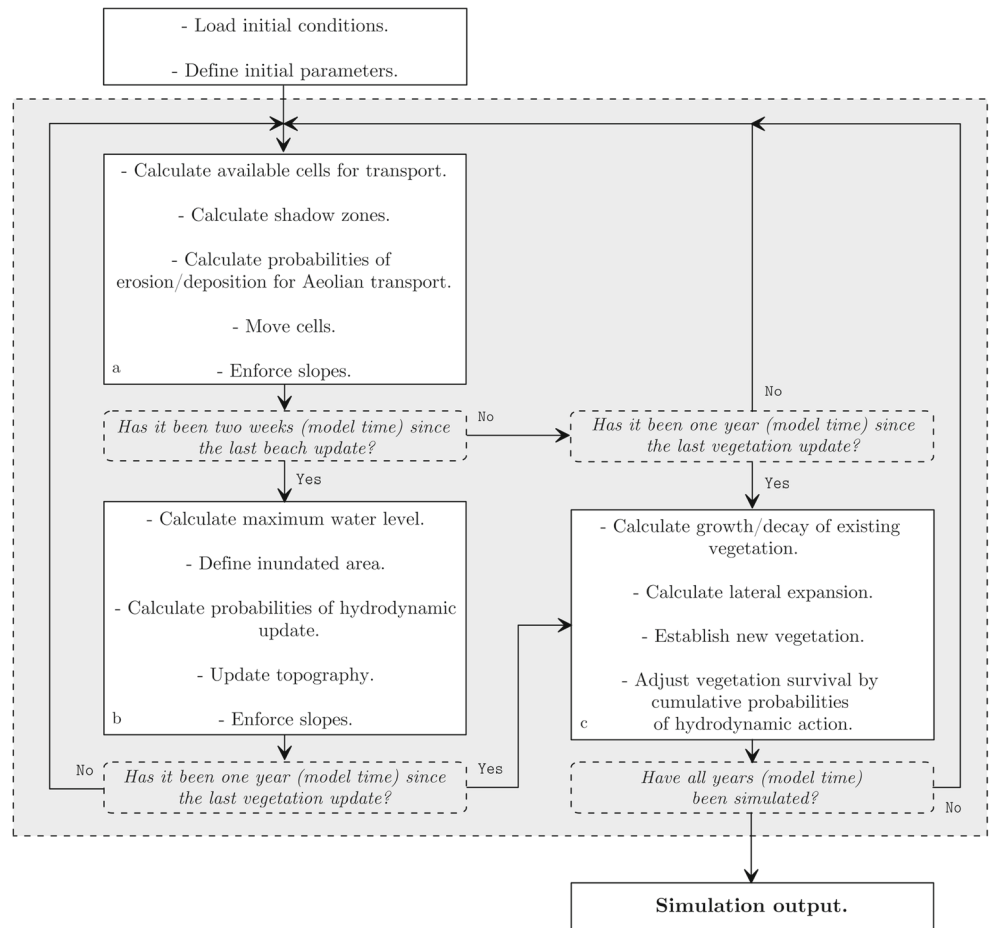 - Load initial conditions.
- Define initial parameters.
- Calculate available cells for transport.
- Calculate shadow zones.
- Calculate probabilities of
erosion/deposition for Aeolian transport.
- Move cells.
- Enforce slopes.
a
Has it been two weeks (model time) since
the last beach update?
No
Yes
Has it been one year (model time) since
the last vegetation update?
No
Yes
- Calculate maximum water level.
- Define inundated area.
- Calculate probabilities of hydrodynamic
update.
- Update topography.
- Enforce slopes.
b
Has it been one year (model time) since
the last vegetation update?
No
Yes
- Calculate growth/decay of existing
vegetation.
- Calculate lateral expansion.
- Establish new vegetation.
- Adjust vegetation survival by
cumulative probabilities
of hydrodynamic action.
c
Have all years (model time)
been simulated?
No
Simulation output.